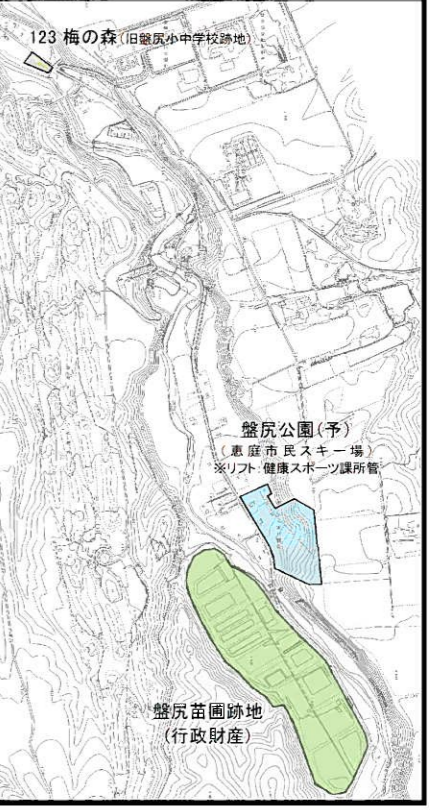 123 梅の森(旧盤尻小中学校跡地)
盤尻公園(予)
(恵庭市民スキー場)
※リフト:健康スポーツ課所管
盤尻苗圃跡地
(行政財産)